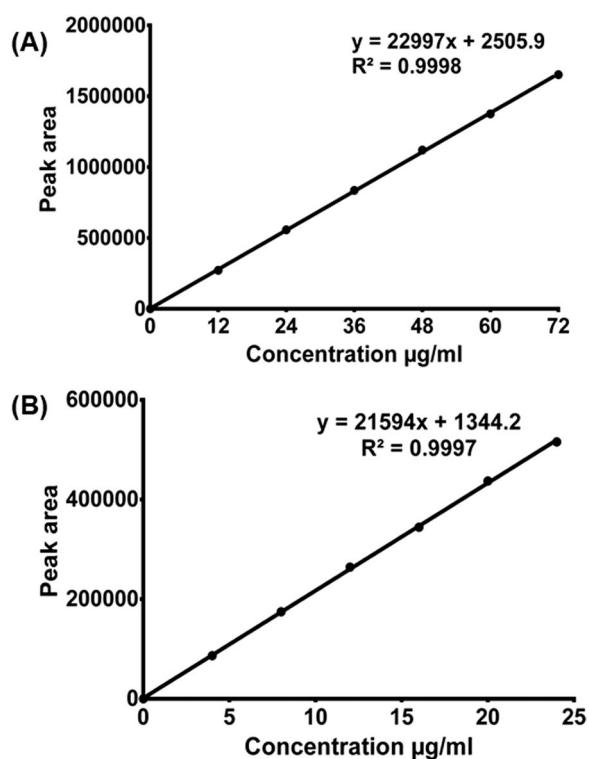 (A)
2000000
y = 22997x + 2505.9
R² = 0.9998
1500000
1000000
500000
0
Peak area
0 12 24 36 48 60 72
Concentration µg/ml
(B)
600000
y = 21594x + 1344.2
R² = 0.9997
400000
200000
0
Peak area
0 5 10 15 20 25
Concentration µg/ml